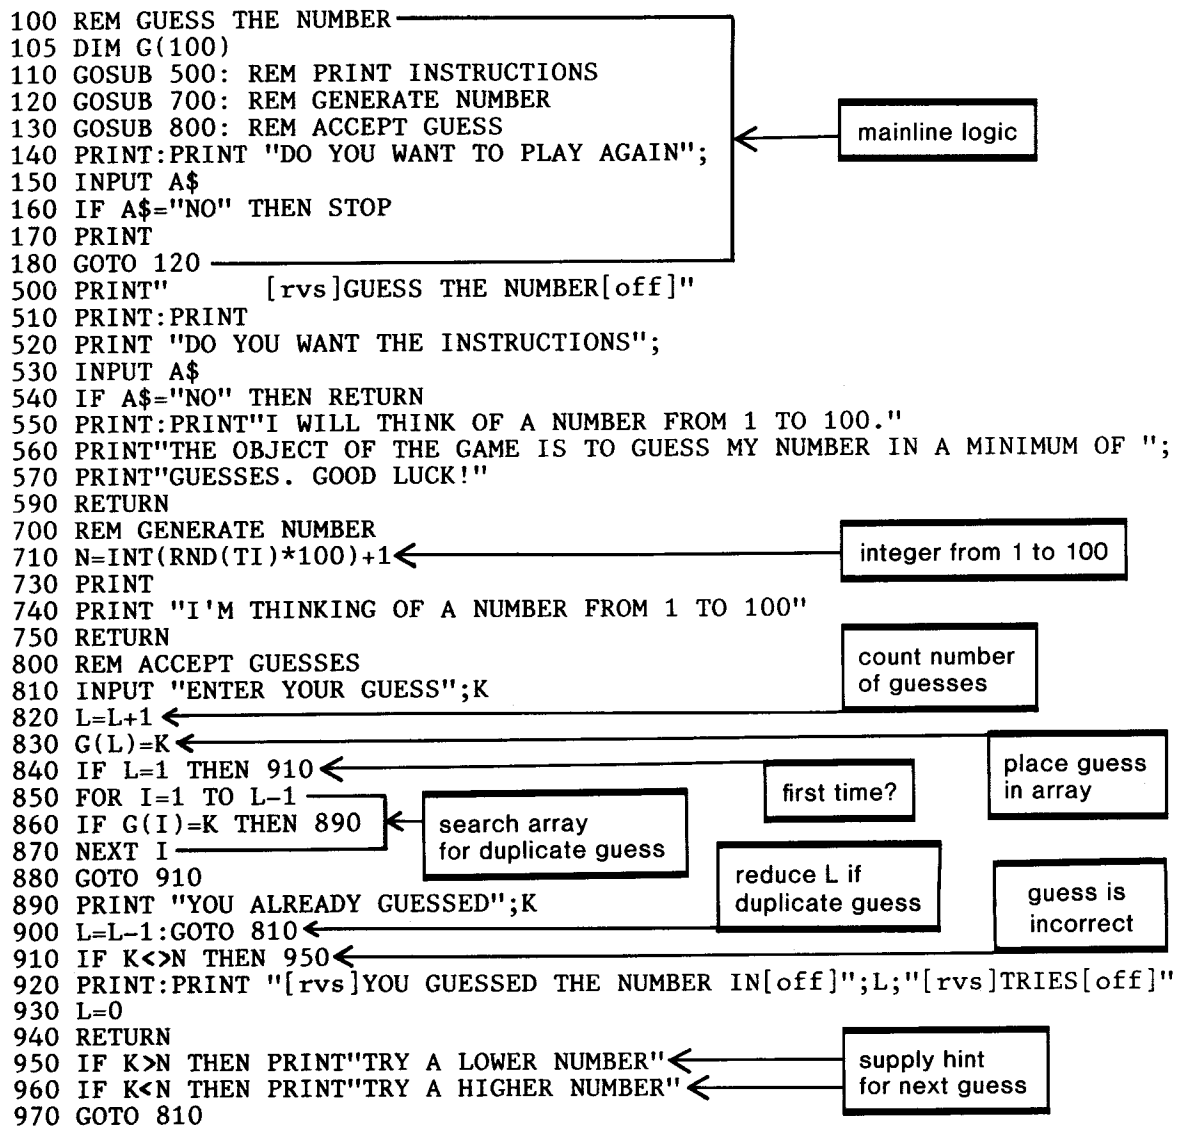 100 REM GUESS THE NUMBER
105 DIM G(100)
110 GOSUB 500: REM PRINT INSTRUCTIONS
120 GOSUB 700: REM GENERATE NUMBER
130 GOSUB 800: REM ACCEPT GUESS
mainline logic
140 PRINT:PRINT "DO YOU WANT TO PLAY AGAIN";
150 INPUT A$
160 IF A$="NO" THEN STOP
170 PRINT
180 GOTO 120
500 PRINT"      [rvs]GUESS THE NUMBER[off]"
510 PRINT:PRINT
520 PRINT "DO YOU WANT THE INSTRUCTIONS";
530 INPUT A$
540 IF A$="NO" THEN RETURN
550 PRINT:PRINT"I WILL THINK OF A NUMBER FROM 1 TO 100."
560 PRINT"THE OBJECT OF THE GAME IS TO GUESS MY NUMBER IN A MINIMUM OF ";
570 PRINT"GUESSES. GOOD LUCK!"
590 RETURN
700 REM GENERATE NUMBER
710 N=INT(RND(TI)*100)+1
integer from 1 to 100
730 PRINT
740 PRINT "I'M THINKING OF A NUMBER FROM 1 TO 100"
750 RETURN
800 REM ACCEPT GUESSES
810 INPUT "ENTER YOUR GUESS";K
count number
of guesses
820 L=L+1
830 G(L)=K
place guess
in array
840 IF L=1 THEN 910
first time?
850 FOR I=1 TO L-1
860 IF G(I)=K THEN 890
870 NEXT I
search array
for duplicate guess
880 GOTO 910
890 PRINT "YOU ALREADY GUESSED";K
900 L=L-1:GOTO 810
reduce L if
duplicate guess
910 IF K<>N THEN 950
guess is
incorrect
920 PRINT:PRINT "[rvs]YOU GUESSED THE NUMBER IN[off]";L;"[rvs]TRIES[off]"
930 L=0
940 RETURN
950 IF K>N THEN PRINT"TRY A LOWER NUMBER"
960 IF K<N THEN PRINT"TRY A HIGHER NUMBER"
supply hint
for next guess
970 GOTO 810